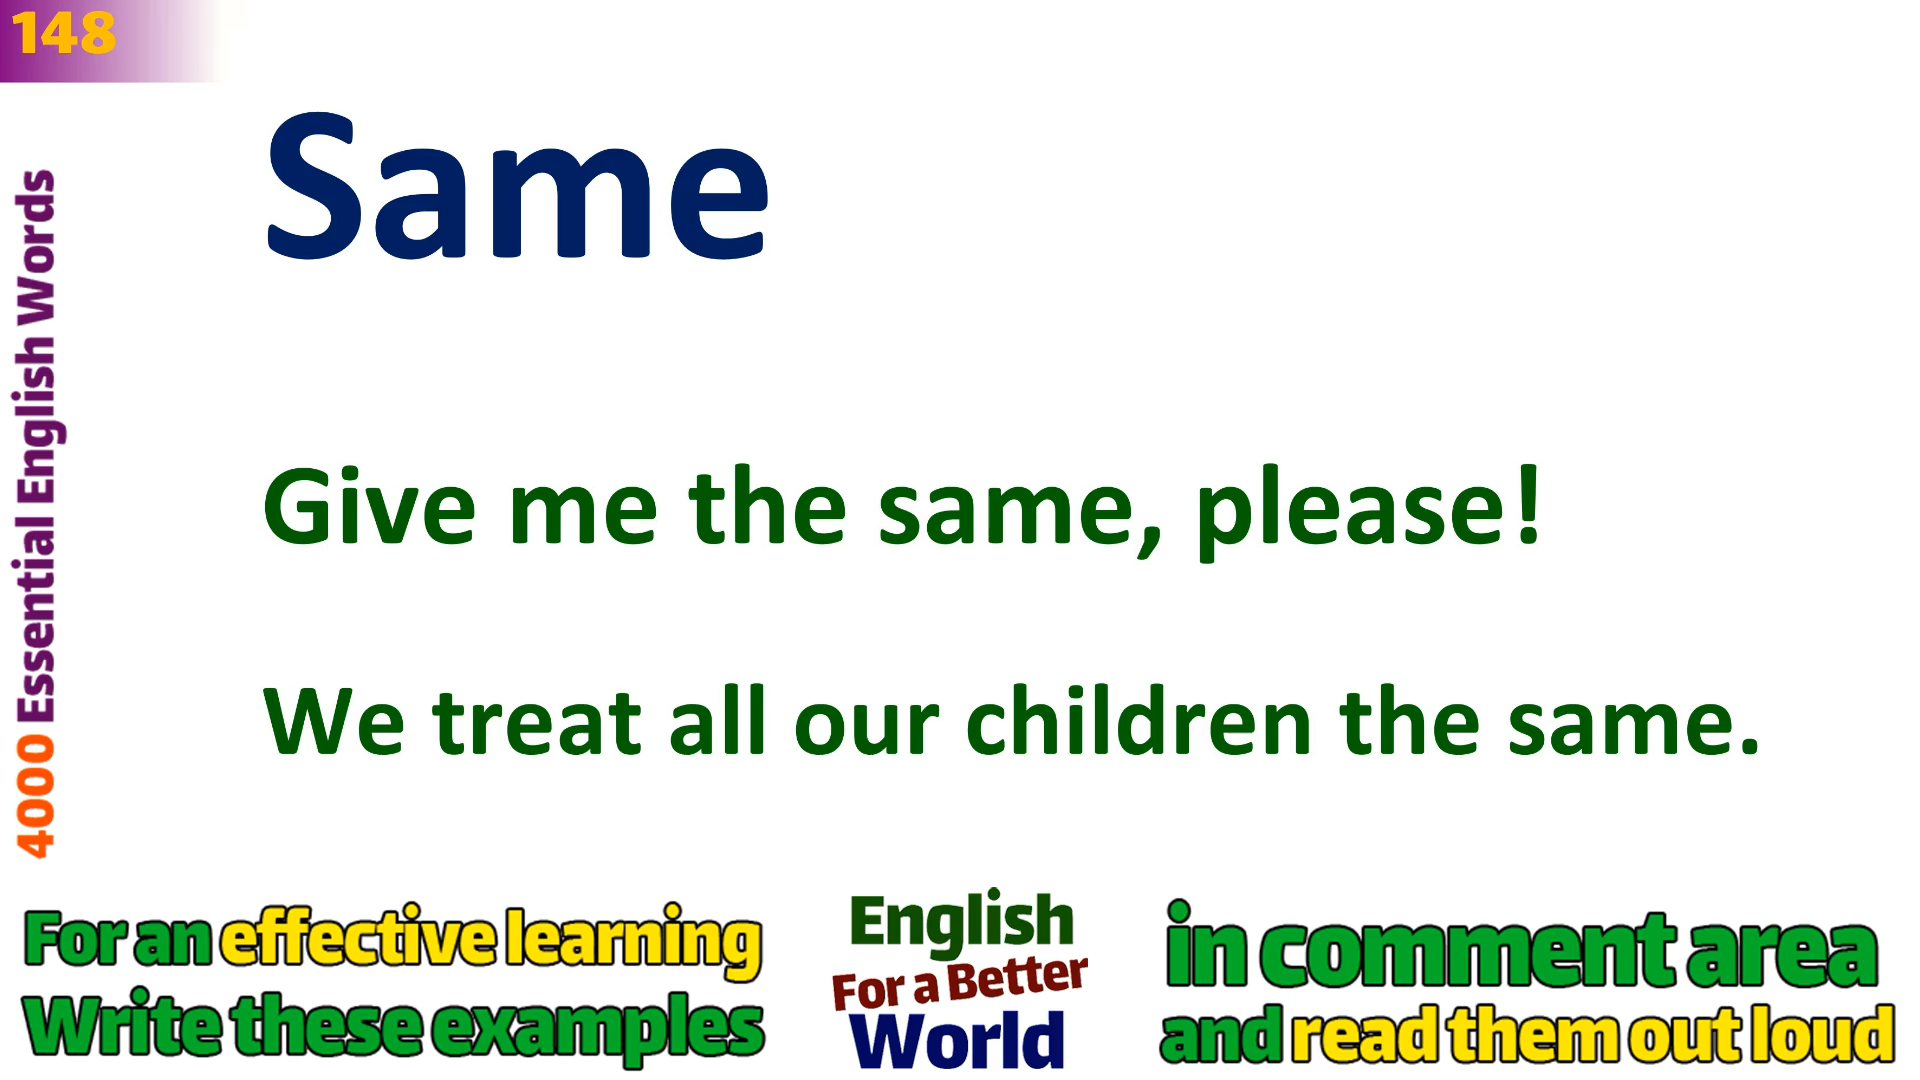 148
Same
4000 Essential English Words
Give me the same, please!
We treat all our children the same.
For an effective learning
Write these examples
English
For a Better
World
in comment area
and read them out loud